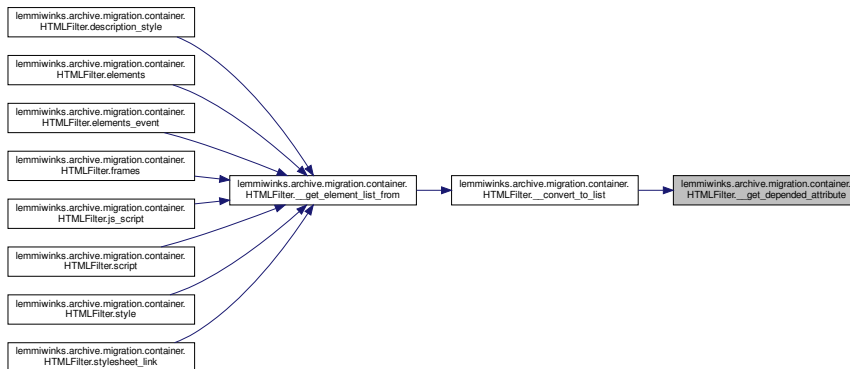 lemmiwinks.archive.migration.container.
HTMLFilter.description_style
lemmiwinks.archive.migration.container.
HTMLFilter.elements
lemmiwinks.archive.migration.container.
HTMLFilter.elements_event
lemmiwinks.archive.migration.container.
HTMLFilter.frames
lemmiwinks.archive.migration.container.
HTMLFilter.js_script
lemmiwinks.archive.migration.container.
HTMLFilter.script
lemmiwinks.archive.migration.container.
HTMLFilter.style
lemmiwinks.archive.migration.container.
HTMLFilter.stylesheet_link
lemmiwinks.archive.migration.container.
HTMLFilter.__get_element_list_from
lemmiwinks.archive.migration.container.
HTMLFilter.__convert_to_list
lemmiwinks.archive.migration.container.
HTMLFilter.__get_depended_attribute